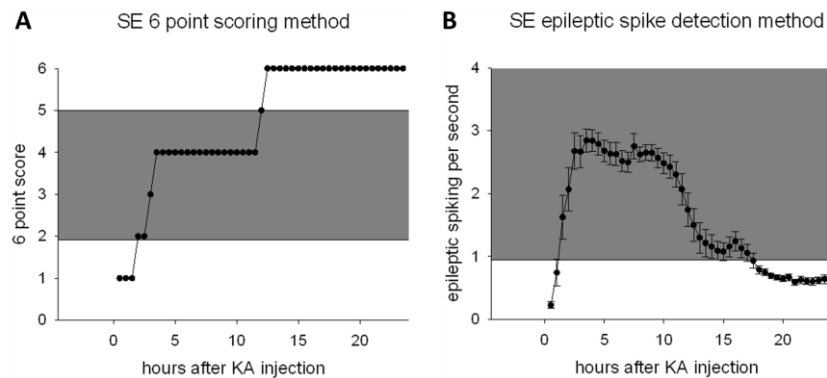 A
SE 6 point scoring method
6
5
4
3
2
1
0
6 point score
0 5 10 15 20
hours after KA injection
B
SE epileptic spike detection method
4
3
2
1
0
epileptic spiking per second
0 5 10 15 20
hours after KA injection